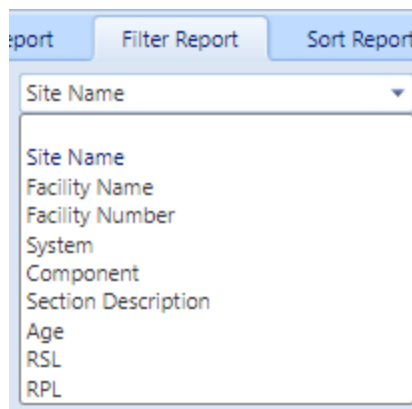 eport Filter Report Sort Report
Site Name
Site Name
Facility Name
Facility Number
System
Component
Section Description
Age
RSL
RPL